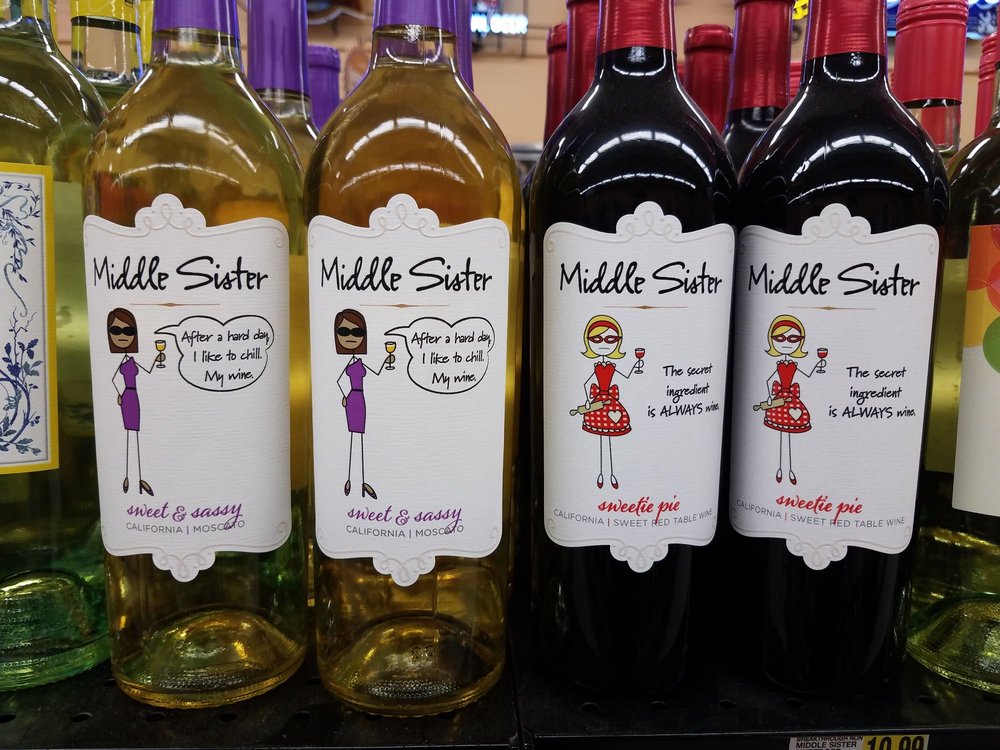 Middle Sister
After a hard day,
I like to chill.
My wine.
sweet & sassy
CALIFORNIA | MOSCATO
Middle Sister
After a hard day,
I like to chill.
My wine.
sweet & sassy
CALIFORNIA | MOSCATO
Middle Sister
The secret
ingredient
is ALWAYS wine.
sweetie pie
CALIFORNIA | SWEET RED TABLE WINE
Middle Sister
The secret
ingredient
is ALWAYS wine.
sweetie pie
CALIFORNIA | SWEET RED TABLE WINE
MIDDLE SISTER
10.00